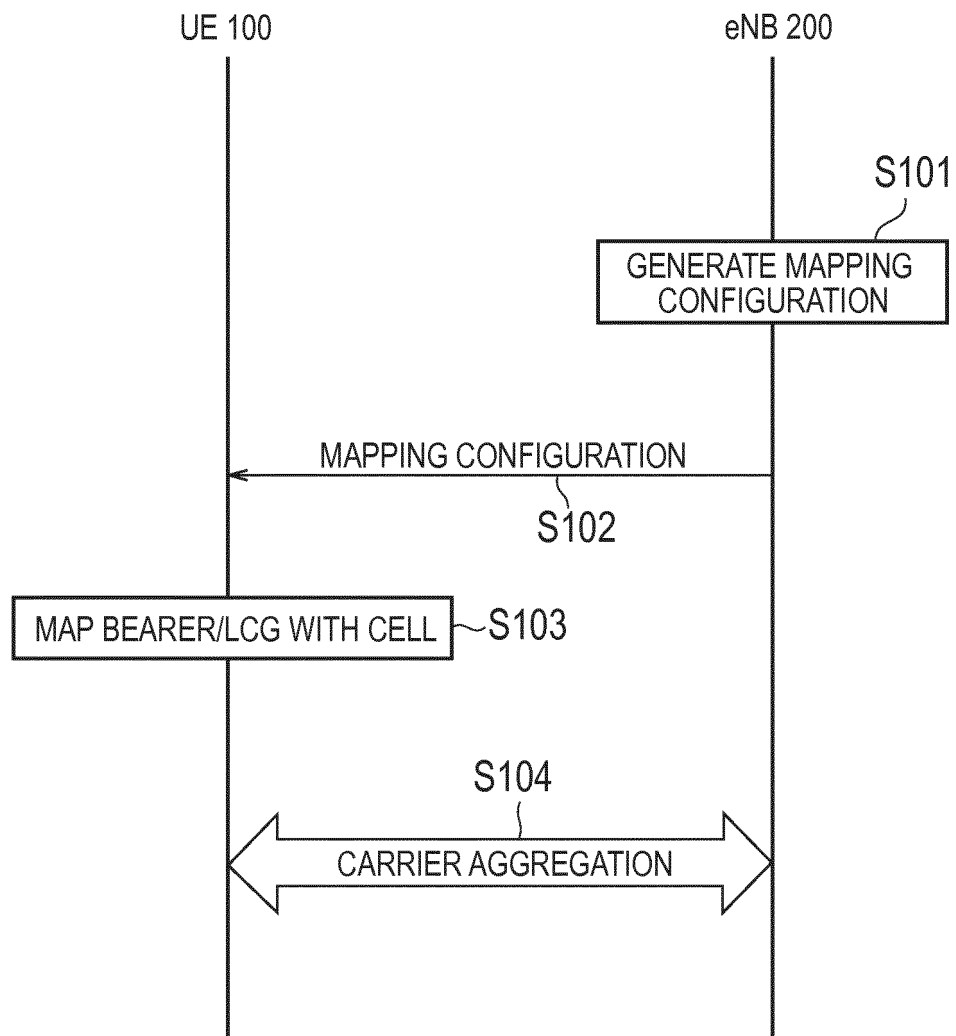 UE 100
eNB 200
S101
GENERATE MAPPING
CONFIGURATION
MAPPING CONFIGURATION
S102
MAP BEARER/LCG WITH CELL
S103
S104
CARRIER AGGREGATION